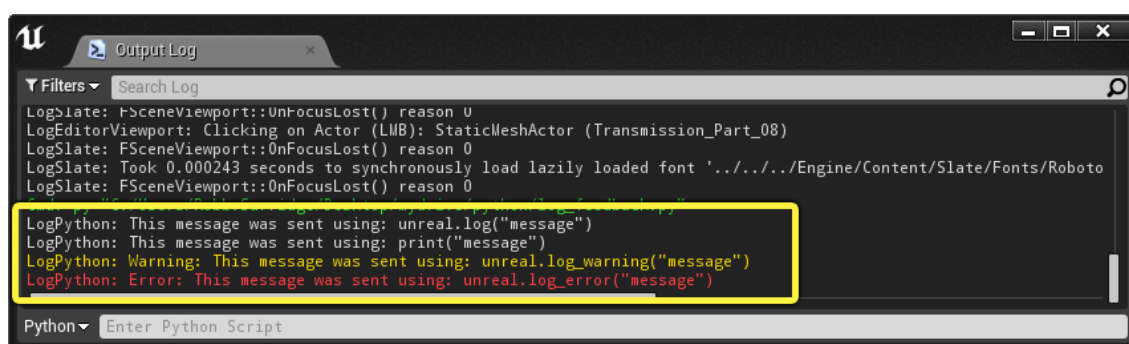 Output Log
Filters
Search Log
LogSlate: FSceneViewport::OnFocusLost() reason 0
LogEditorViewport: Clicking on Actor (LMB): StaticMeshActor (Transmission_Part_08)
LogSlate: FSceneViewport::OnFocusLost() reason 0
LogSlate: Took 0.000243 seconds to synchronously load lazily loaded font '../../../Engine/Content/Slate/Fonts/Roboto
LogSlate: FSceneViewport::OnFocusLost() reason 0
LogPython: This message was sent using: unreal.log("message")
LogPython: This message was sent using: print("message")
LogPython: Warning: This message was sent using: unreal.log_warning("message")
LogPython: Error: This message was sent using: unreal.log_error("message")
Python
Enter Python Script